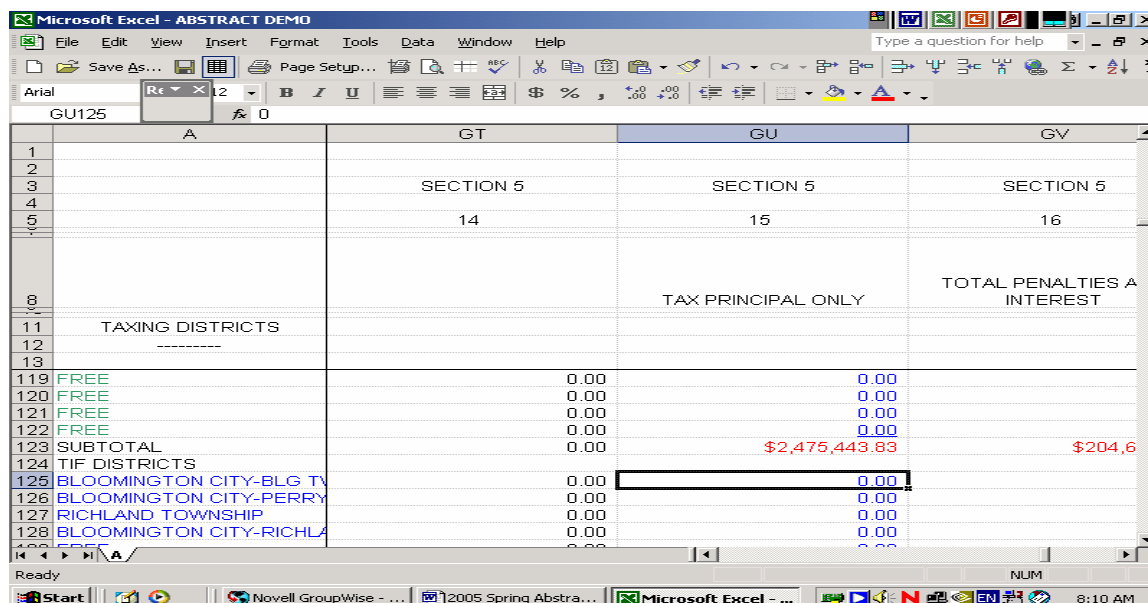 Microsoft Excel - ABSTRACT DEMO
File Edit View Insert Format Tools Data Window Help Type a question for help
Save As... Page Setup...
Arial 12 B I U $ % ,
GU125 fx 0
A GT GU GV
1
2
3 SECTION 5 SECTION 5 SECTION 5
4
5 14 15 16
TOTAL PENALTIES A
8 TAX PRINCIPAL ONLY INTEREST
11 TAXING DISTRICTS
12 ---------
13
119 FREE 0.00 0.00
120 FREE 0.00 0.00
121 FREE 0.00 0.00
122 FREE 0.00 0.00
123 SUBTOTAL 0.00 $2,475,443.83 $204,6
124 TIF DISTRICTS
125 BLOOMINGTON CITY-BLG 0.00 0.00
126 BLOOMINGTON CITY-PERRY 0.00 0.00
127 RICHLAND TOWNSHIP 0.00 0.00
128 BLOOMINGTON CITY-RICHLA 0.00 0.00
A
Ready NUM
Start Novell GroupWise - ... 2005 Spring Abstra... Microsoft Excel - ... EN 8:10 AM